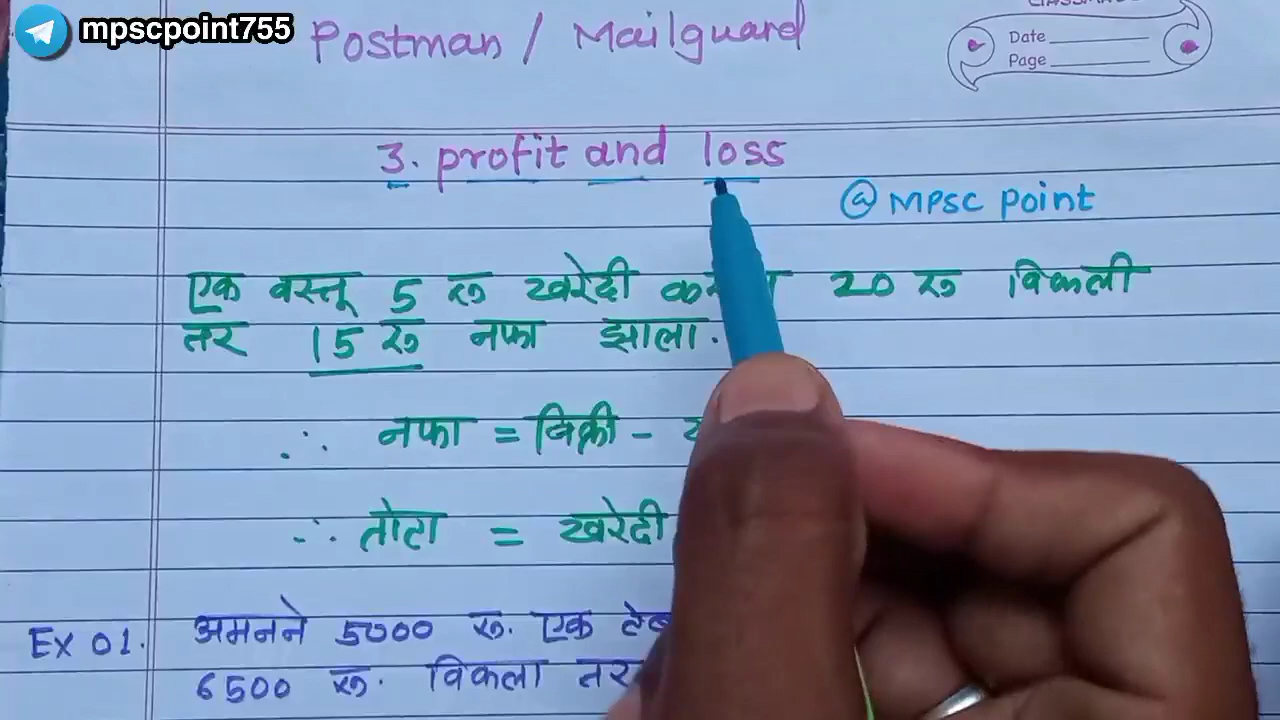 mpscpoint755
Postman / Mailguard
Date
Page
3. profit and loss
@ MPSC Point
एक वस्तू 5 रु खरेदी 20 रु विकली
तर 15 रु नफा झाला.
∴ नफा = विक्री -
∴ तोटा = खरेदी
EX 01. अमनने 5000 रु. एक
6500 रु. विकला तर